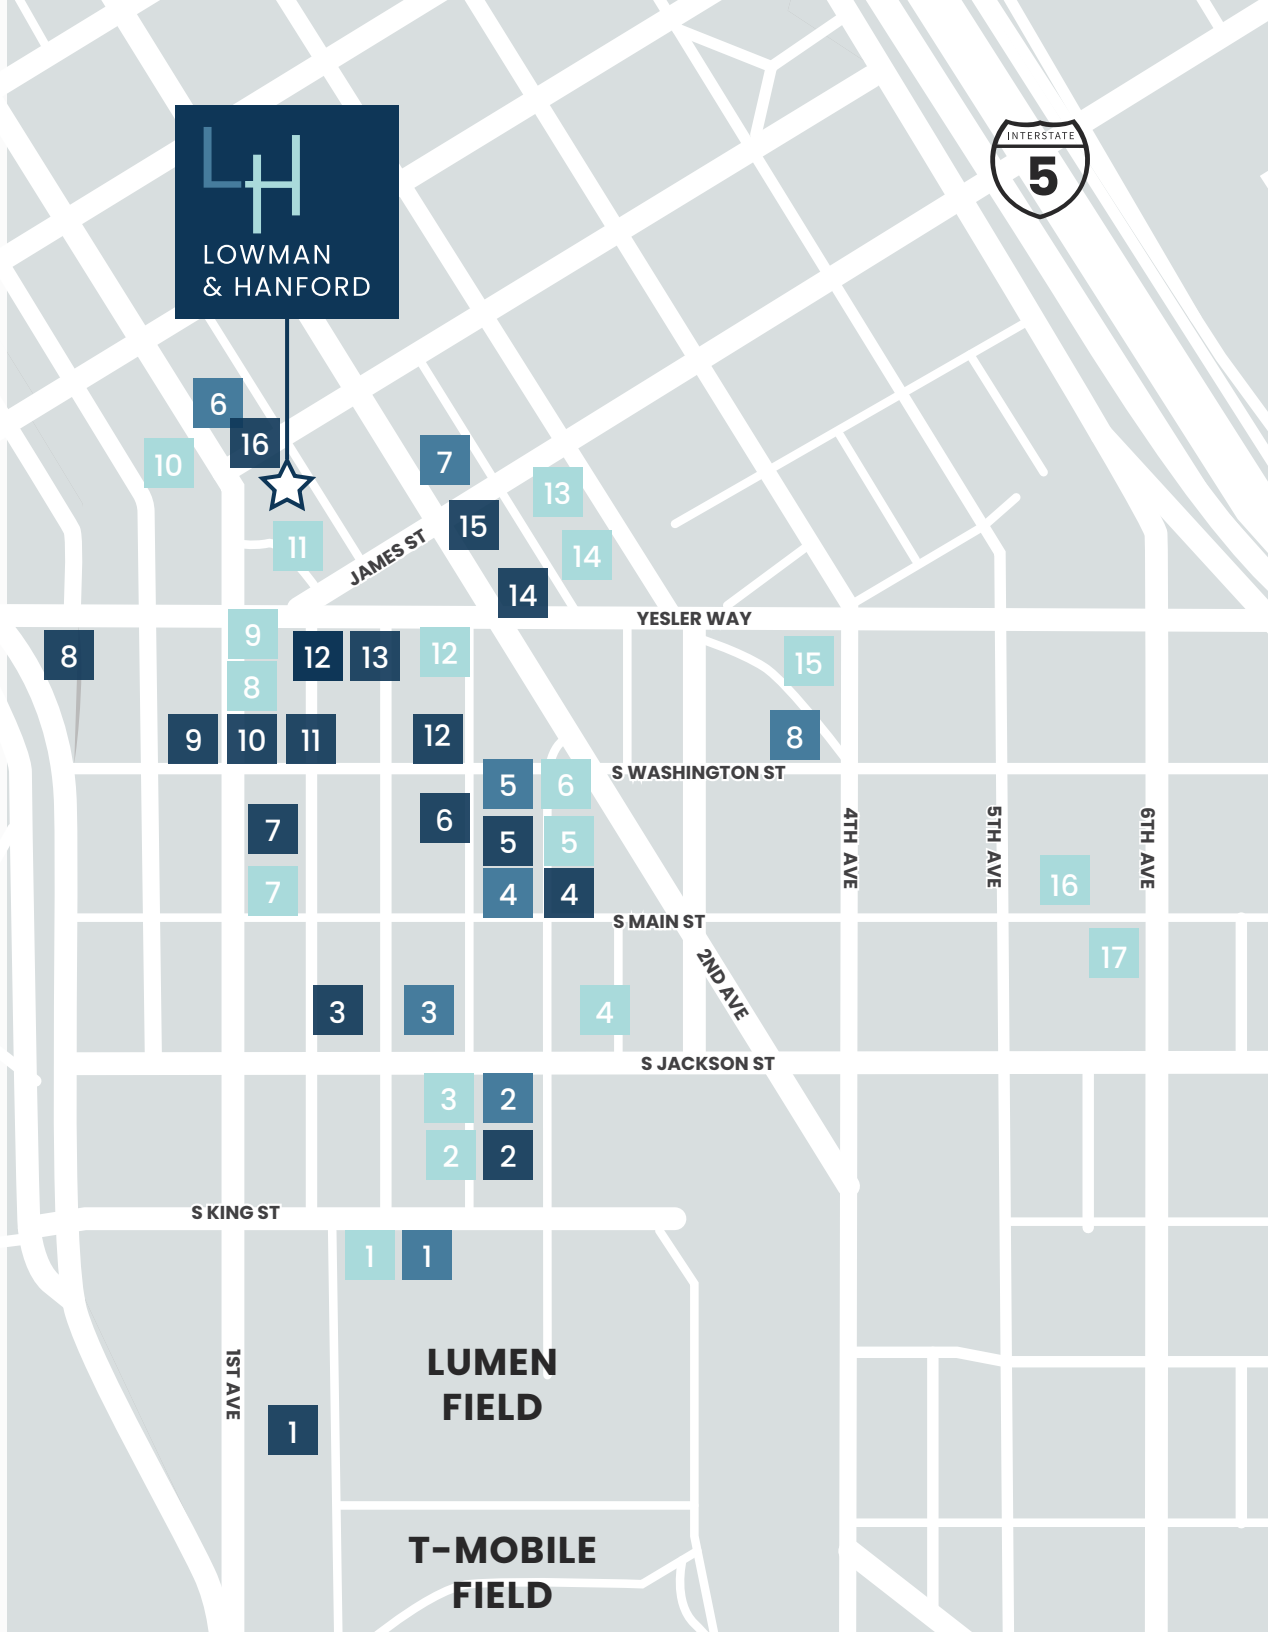 INTERSTATE
5
LH
LOWMAN
& HANFORD
6
16
10
7
13
15
11
JAMES ST
14
14
YESLER WAY
9
8
12
13
12
15
8
9
10
11
12
8
S WASHINGTON ST
5
6
7
6
5
5
4TH AVE
5TH AVE
6TH AVE
7
4
4
16
S MAIN ST
17
2ND AVE
3
3
4
S JACKSON ST
3
2
2
2
S KING ST
1
1
1ST AVE
LUMEN
FIELD
1
T-MOBILE
FIELD